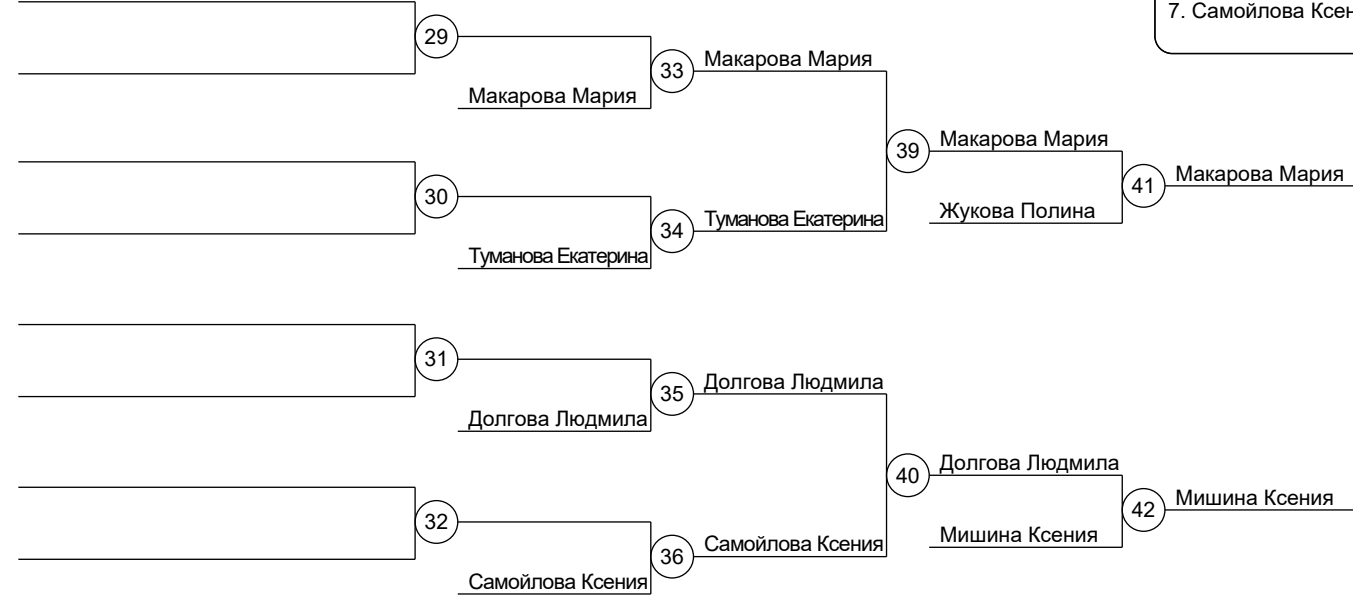 7. Самойлова
29
Макарова Мария
33
Макарова Мария
39
Макарова Мария
30
41
Макарова Мария
Туманова Екатерина
34
Туманова Екатерина
Жукова Полина
31
Долгова Людмила
35
Долгова Людмила
40
Долгова Людмила
32
42
Мишина Ксения
Самойлова Ксения
36
Самойлова Ксения
Мишина Ксения